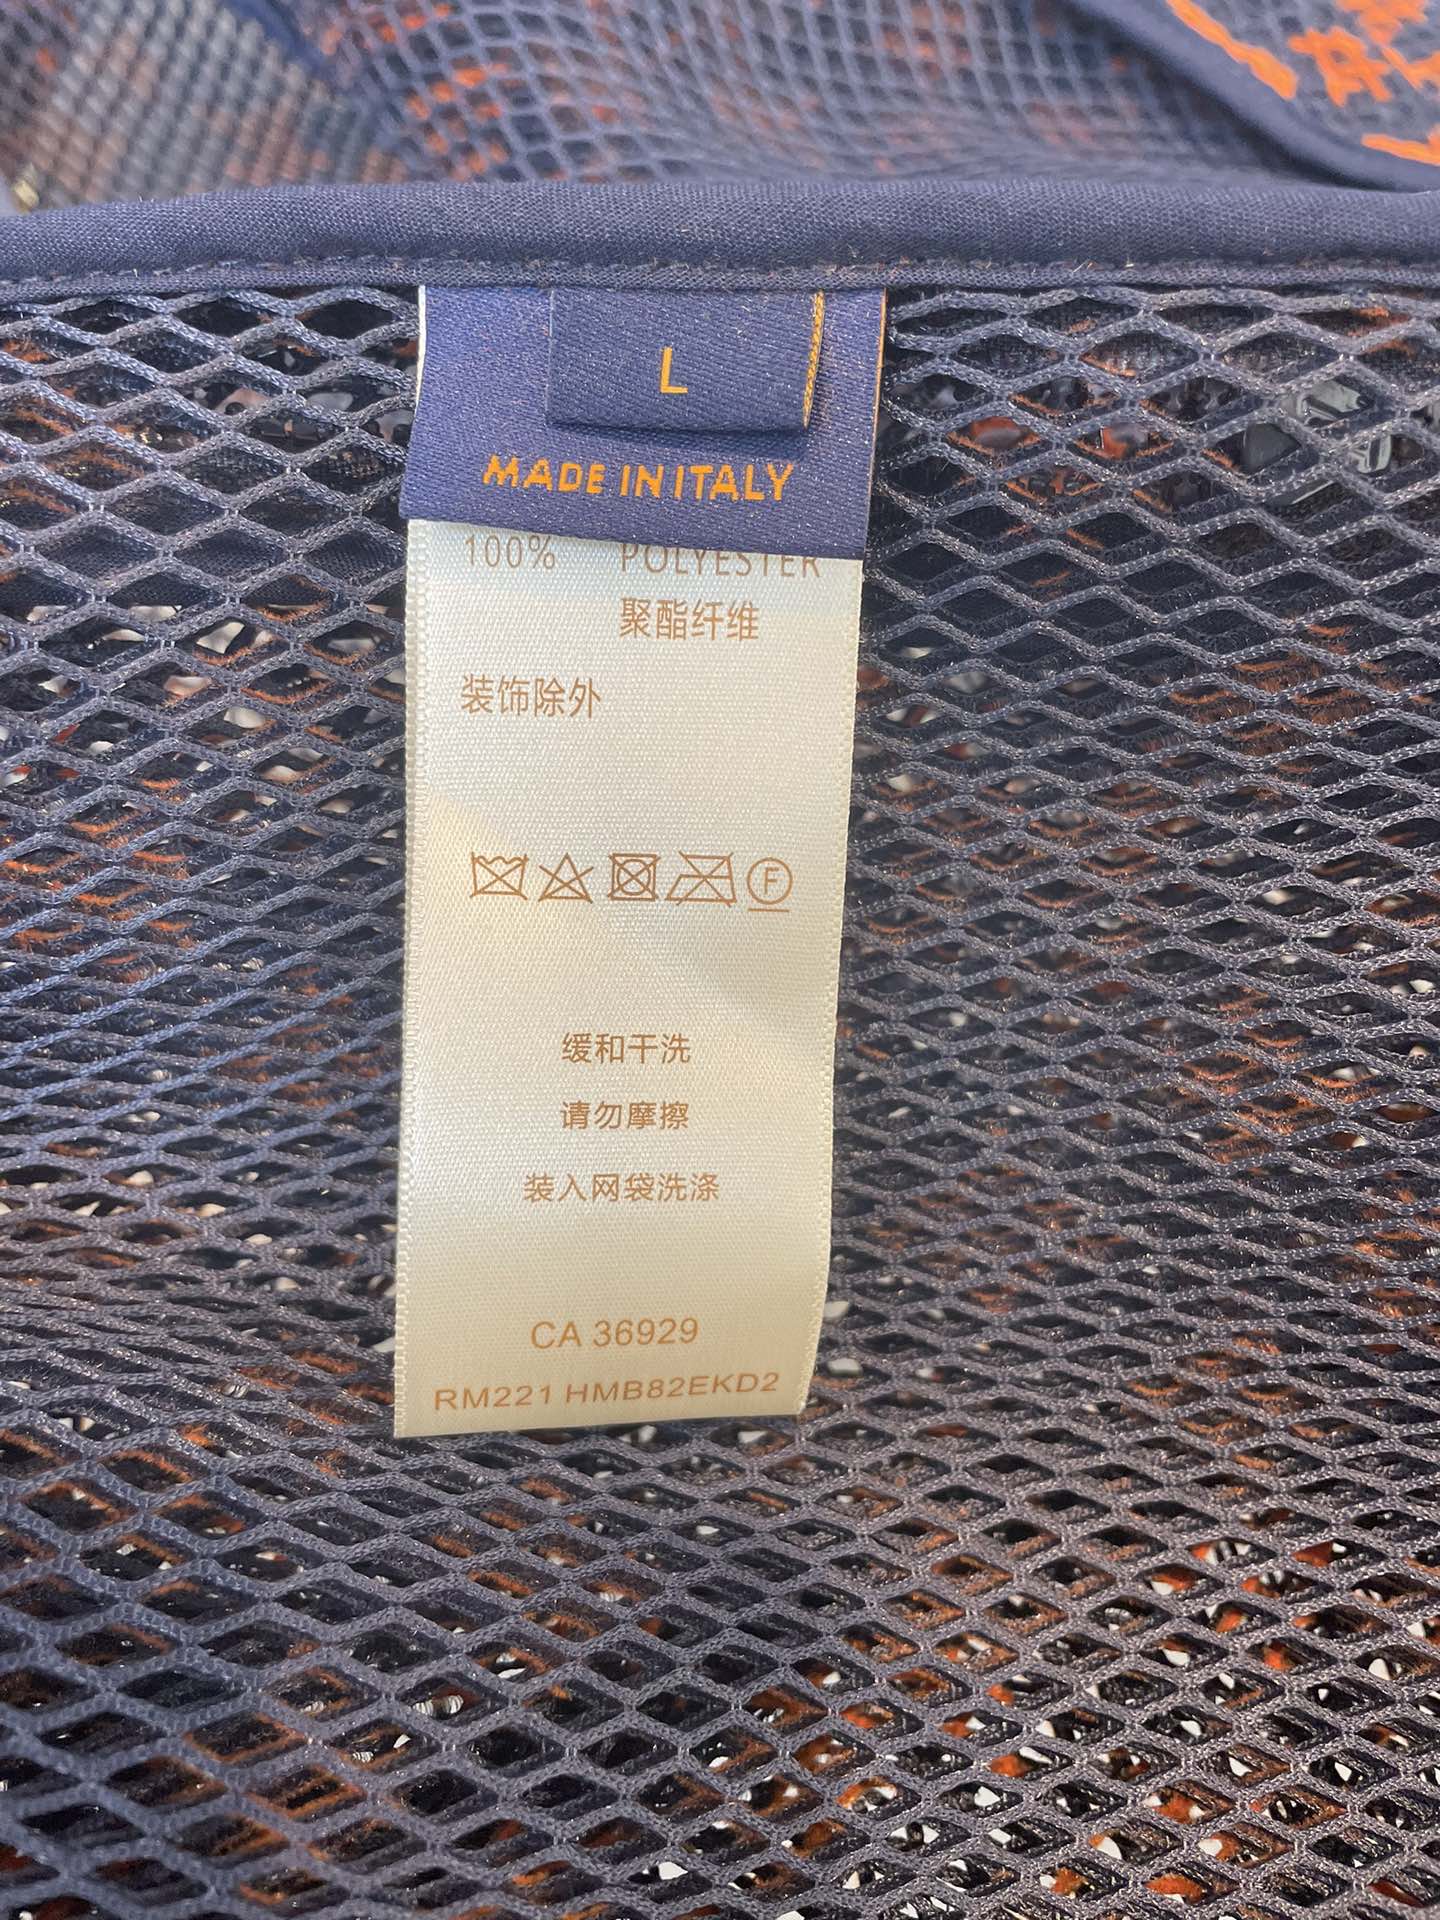 L
MADE IN ITALY
100% POLYESTER
聚酯纤维
装饰除外
F
缓和干洗
请勿摩擦
装入网袋洗涤
CA 36929
RM221 HMB82EKD2